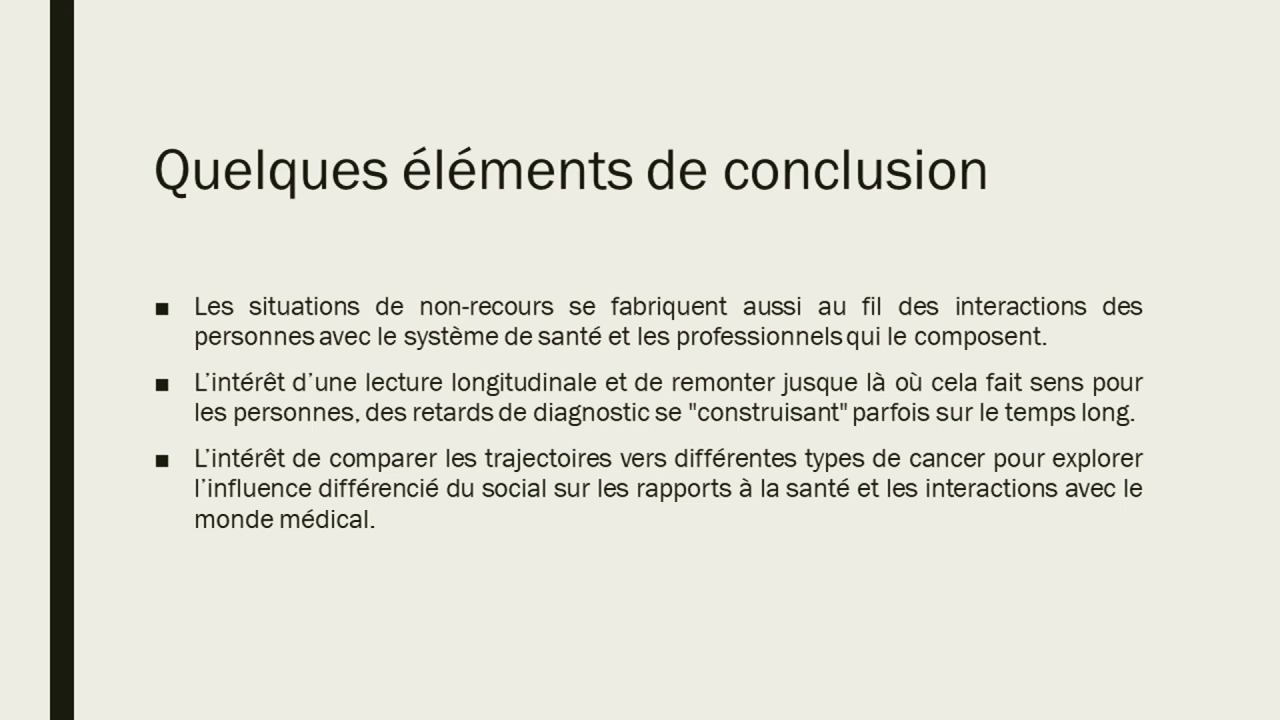 Quelques éléments de conclusion
▪ Les situations de non-recours se fabriquent aussi au fil des interactions des
personnes avec le système de santé et les professionnels qui le composent.
▪ L’intérêt d’une lecture longitudinale et de remonter jusque là où cela fait sens pour
les personnes, des retards de diagnostic se "construisant" parfois sur le temps long.
▪ L’intérêt de comparer les trajectoires vers différentes types de cancer pour explorer
l’influence différencié du social sur les rapports à la santé et les interactions avec le
monde médical.